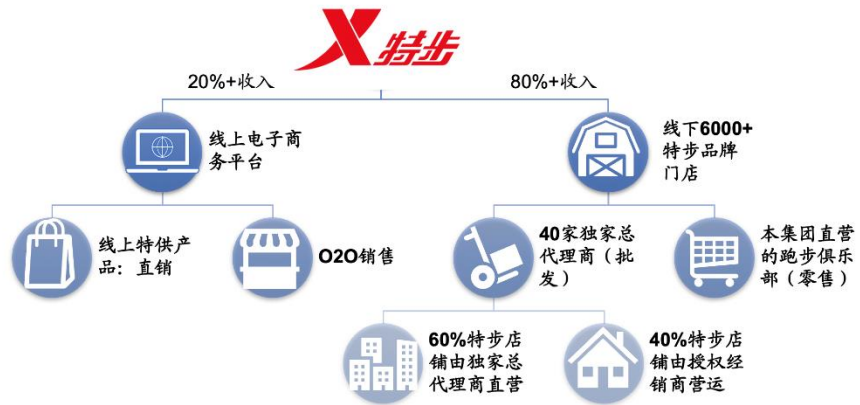 X特步
20%+收入
80%+收入
线上电子商
务平台
线下6000+
特步品牌
门店
线上特供产
品：直销
O2O销售
40家独家总
代理商（批
发）
本集团直营
的跑步俱乐
部（零售）
60%特步店
铺由独家总
代理商直营
40%特步店
铺由授权经
销商营运